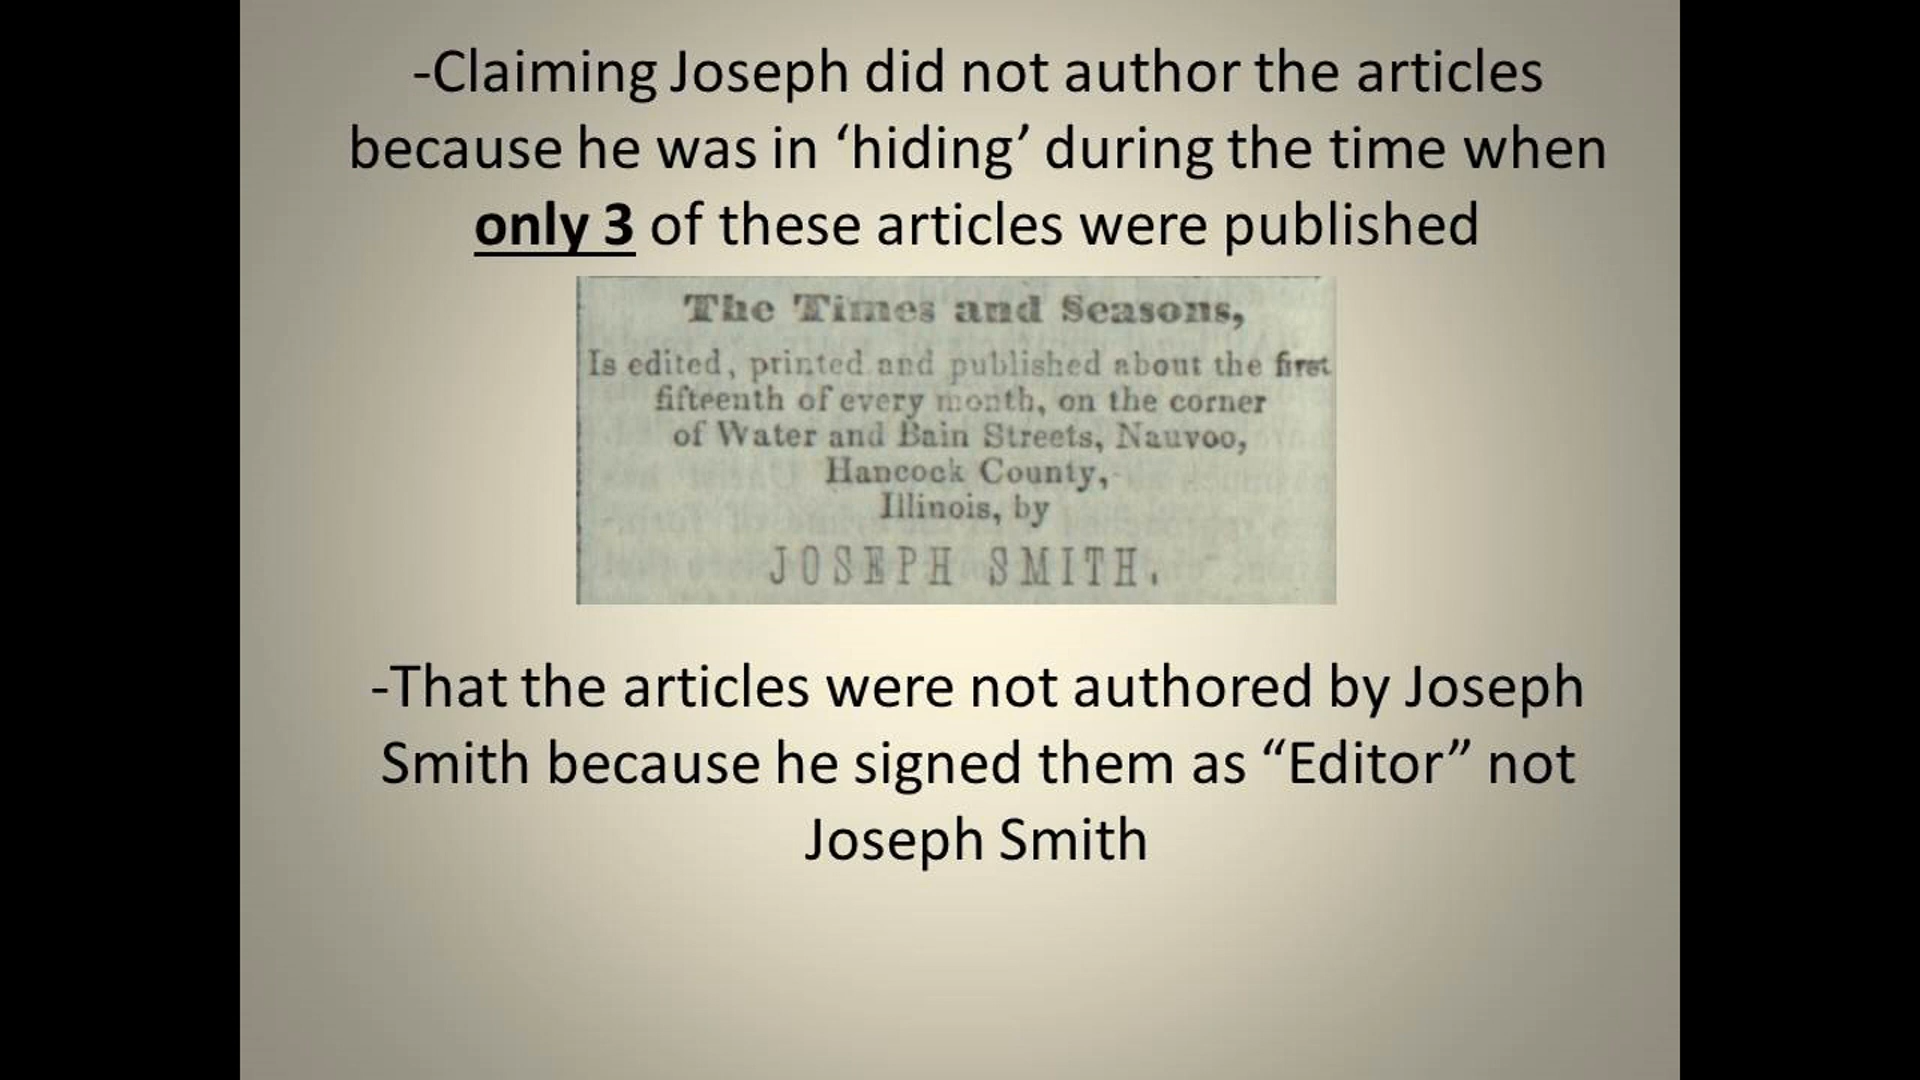 -Claiming Joseph did not author the articles
because he was in ‘hiding’ during the time when
only 3 of these articles were published
The Times and Seasons,
Is edited, printed and published about the first
fifteenth of every month, on the corner
of Water and Bain Streets, Nauvoo,
Hancock County,
Illinois, by
JOSEPH SMITH.
-That the articles were not authored by Joseph
Smith because he signed them as “Editor” not
Joseph Smith